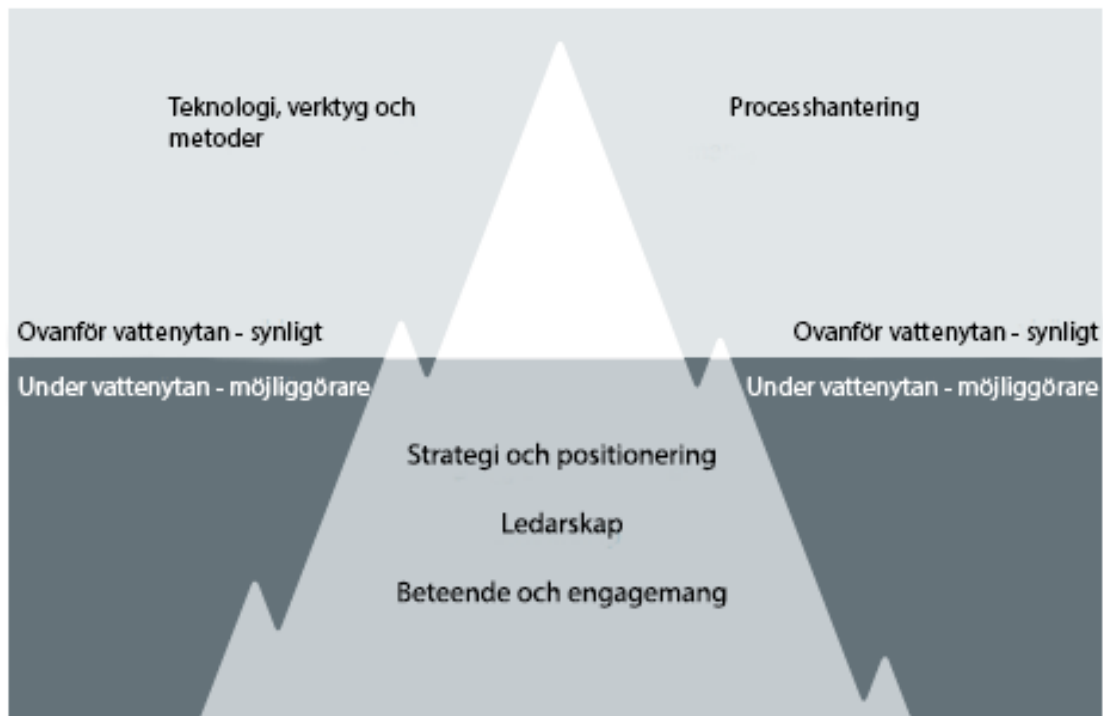 Teknologi, verktyg och
metoder
Processhantering
Ovanför vattenytan - synligt
Ovanför vattenytan - synligt
Under vattenytan - möjliggörare
Under vattenytan - möjliggörare
Strategi och positionering
Ledarskap
Beteende och engagemang